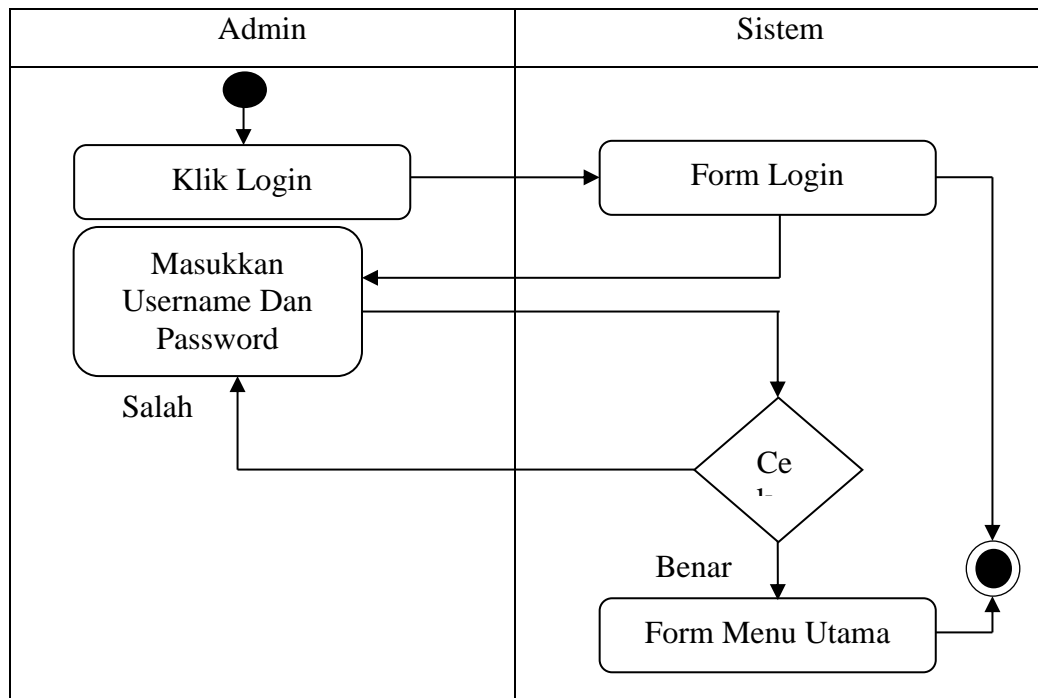 Admin
Sistem
Klik Login
Form Login
Masukkan
Username Dan
Password
Salah
Ce
Benar
Form Menu Utama